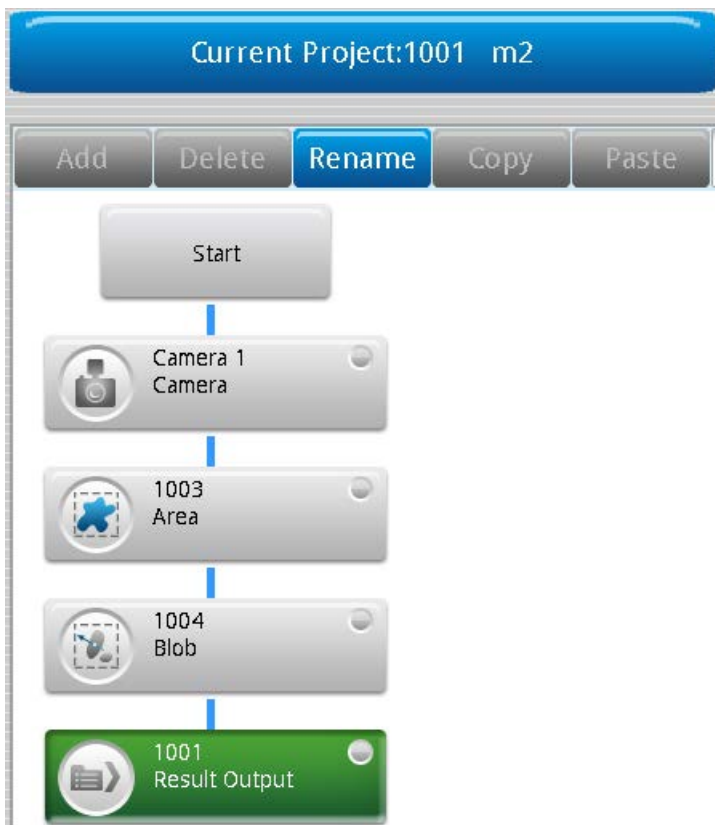 Current Project:1001 m2
Add Delete Rename Copy Paste
Start
Camera 1
Camera
1003
Area
1004
Blob
1001
Result Output